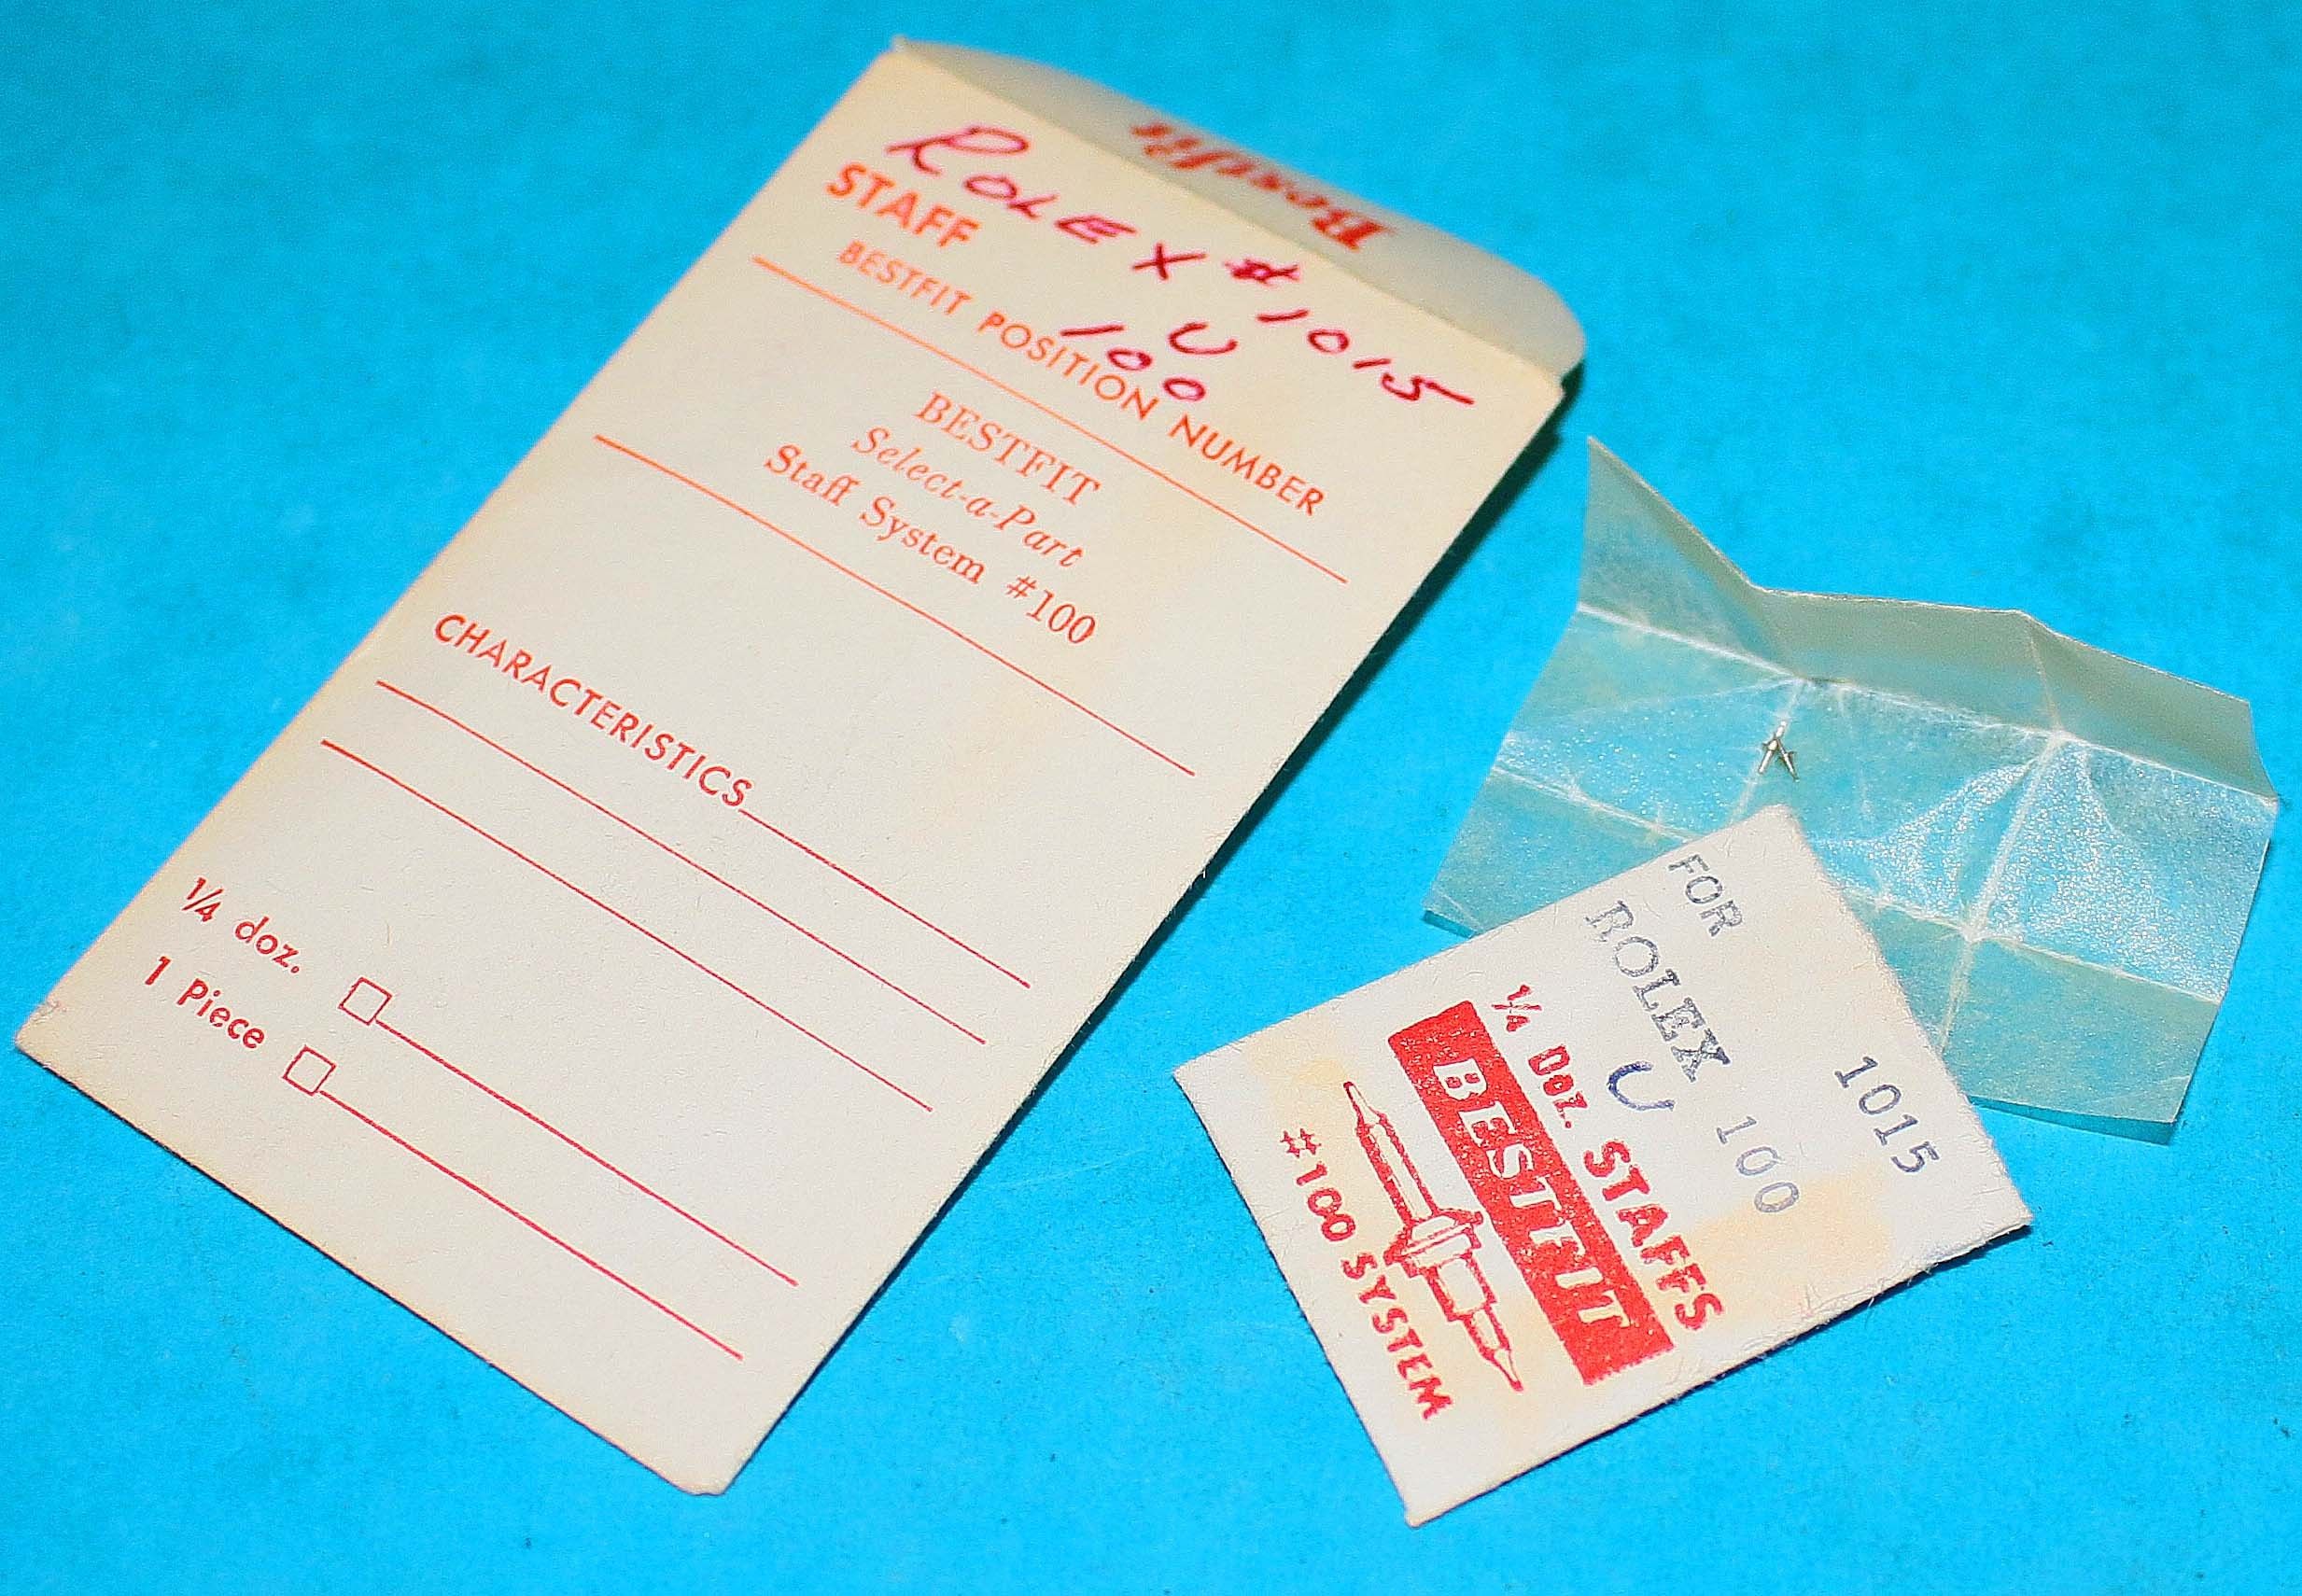 Bestfit
ROLEX #1015
STAFF
U
100
BESTFIT POSITION NUMBER
BESTFIT
Select-a-Part
Staff System #100
CHARACTERISTICS
1/4 doz.
1 Piece
FOR
1015
ROLEX
U 100
1/4 DOZ. STAFFS
BESTFIT
#100 SYSTEM